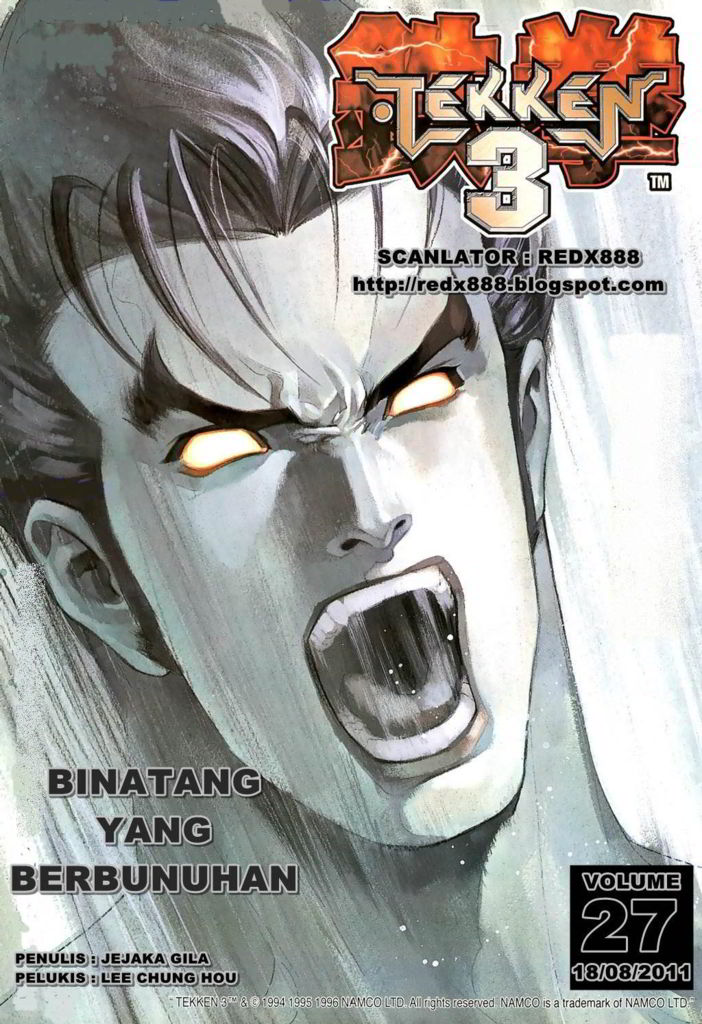 TEKKEN
3
TM
SCANLATOR : REDX888
http://redx888.blogspot.com
BINATANG
YANG
BERBUNUHAN
VOLUME
27
18/08/2011
PENULIS : JEJAKA GILA
PELUKIS : LEE CHUNG HOU
"TEKKEN 3™ & © 1994 1995 1996 NAMCO LTD. All rights reserved. NAMCO is a trademark of NAMCO LTD."